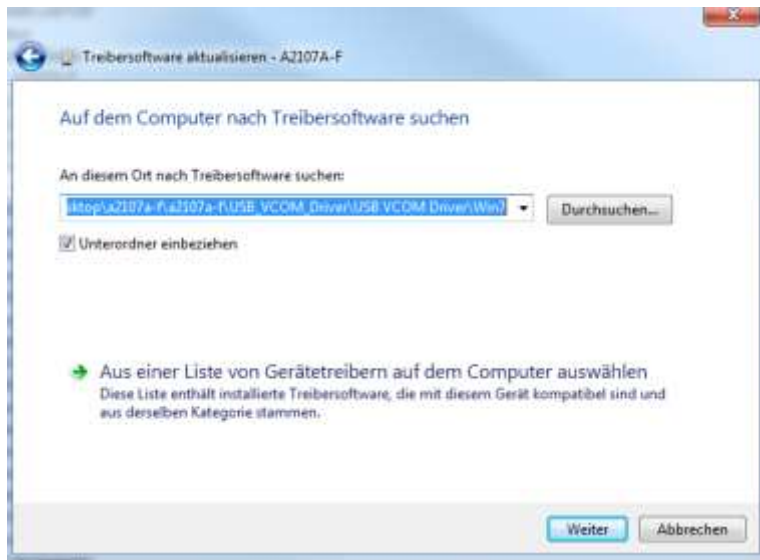 Treibersoftware aktualisieren - A2107A-F
Auf dem Computer nach Treibersoftware suchen
An diesem Ort nach Treibersoftware suchen:
sktop\a2107a-f\a2107a-f\USB_VCOM_Driver\USB VCOM Driver\Win7
Durchsuchen...
Unterordner einbeziehen
Aus einer Liste von Gerätetreibern auf dem Computer auswählen
Diese Liste enthält installierte Treibersoftware, die mit diesem Gerät kompatibel sind und
aus derselben Kategorie stammen.
Weiter
Abbrechen